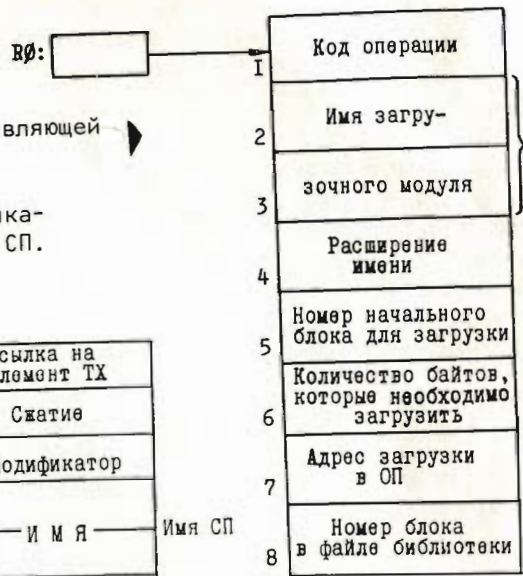 RØ:
1
Код операции
вляющей
2
Имя загру-
3
зочного модуля
СП.
4
Расширение
имени
5
Номер начального
блока для загрузки
6
Количество байтов,
которые необходимо
загрузить
7
Адрес загрузки
в ОП
8
Номер блока
в файле библиотеки
сылка на
лемент ТХ
Сжатие
одификатор
И М Я
Имя СП